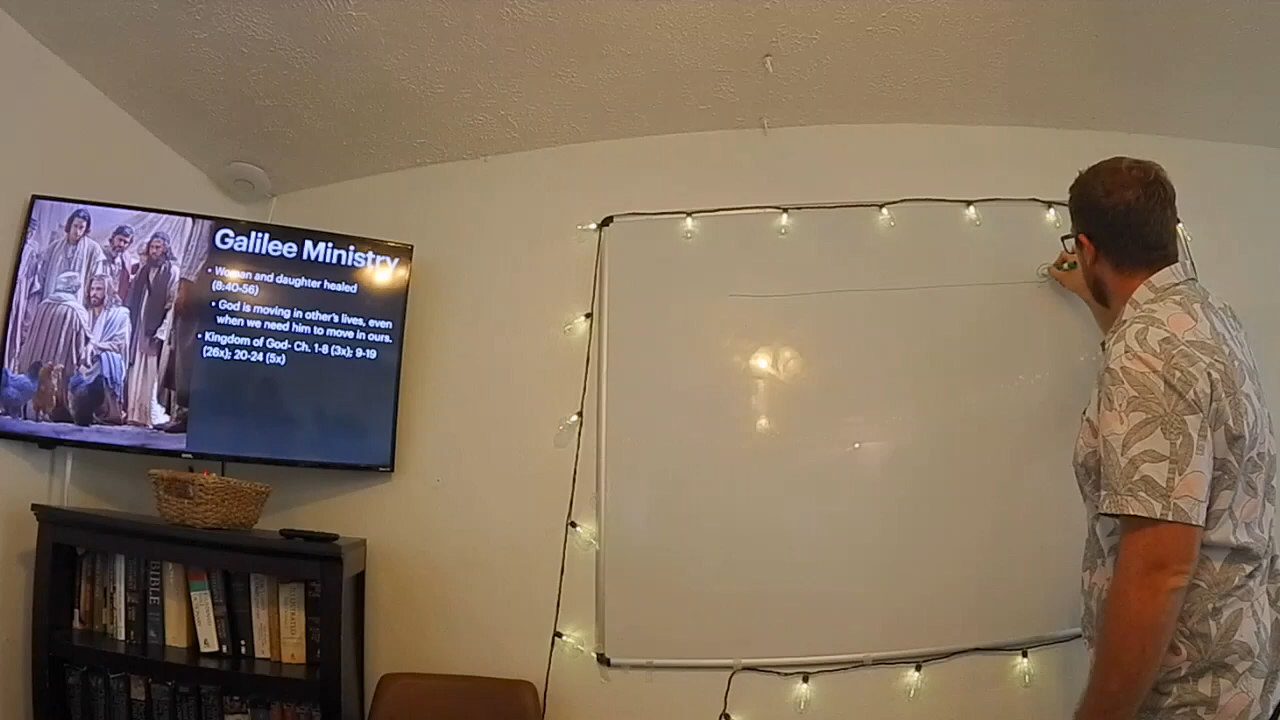 Galilee Ministry
• Woman and daughter healed
(8:40-56)
• God is moving in other's lives, even
when we need him to move in ours.
• Kingdom of God- Ch. 1-8 (3x); 9-19
(26x); 20-24 (5x)
DELL
BIBLE